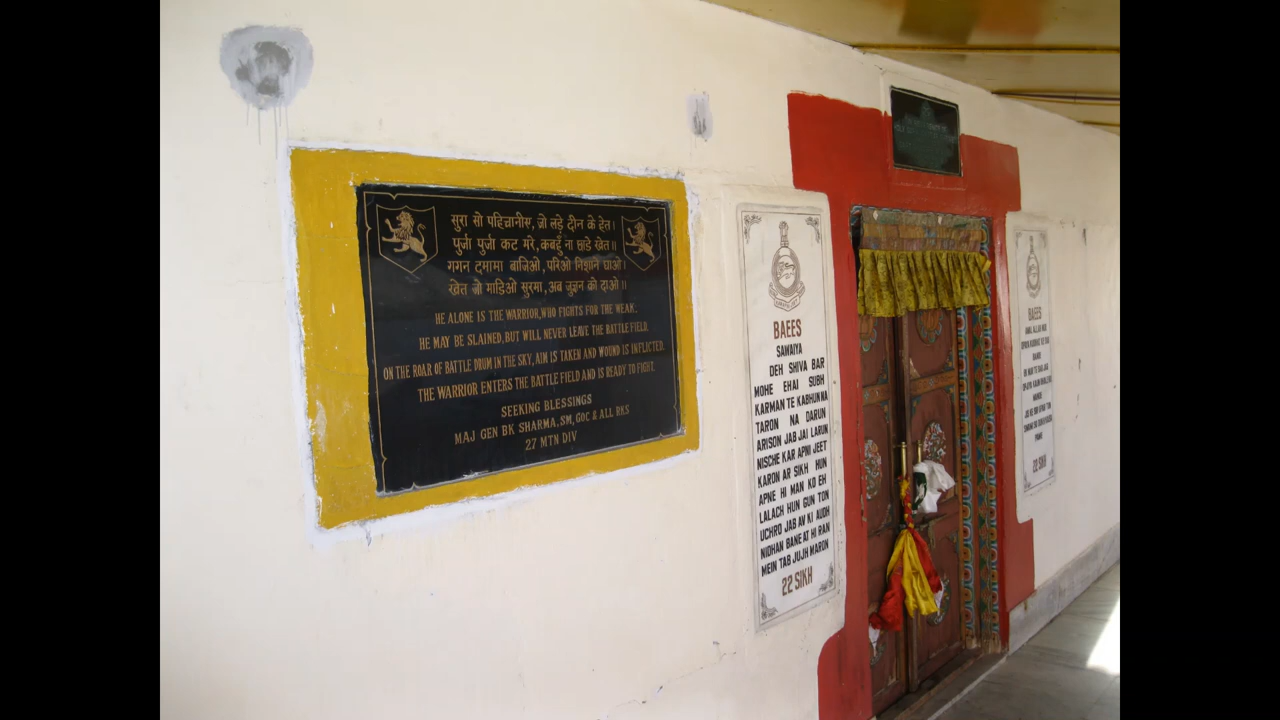 सुरा सो पहिचानीए, जो लड़े दीन के हेत।
पुर्जा पुर्जा कट मरे, कबहुँ ना छाडे खेत॥
गगन दमामा बाजिओ, परिओ निशाने घाओ।
खेत जो माडिओ सुरमा, अब जुझन को दाओ॥
HE ALONE IS THE WARRIOR, WHO FIGHTS FOR THE WEAK.
HE MAY BE SLAINED, BUT WILL NEVER LEAVE THE BATTLE FIELD.
ON THE ROAR OF BATTLE DRUM IN THE SKY, AIM IS TAKEN AND WOUND IS INFLICTED.
THE WARRIOR ENTERS THE BATTLE FIELD AND IS READY TO FIGHT.
SEEKING BLESSINGS
MAJ GEN BK SHARMA, SM, GOC & ALL RKS
27 MTN DIV
BAEES
SAWAIYA
DEH SHIVA BAR
MOHE EHAI SUBH
KARMAN TE KABHUN NA
TARON NA DARUN
ARISON JAB JAI LARUN
NISCHE KAR APNI JEET
KARON AR SIKH HUN
APNE HI MAN KO EH
LALACH HUN GUN TON
UCHRO JAB AV KI AUDH
NIDHAN BANE AT HI RAN
MEIN TAB JUJH MARON
22 SIKH
BAEES
22 SIKH